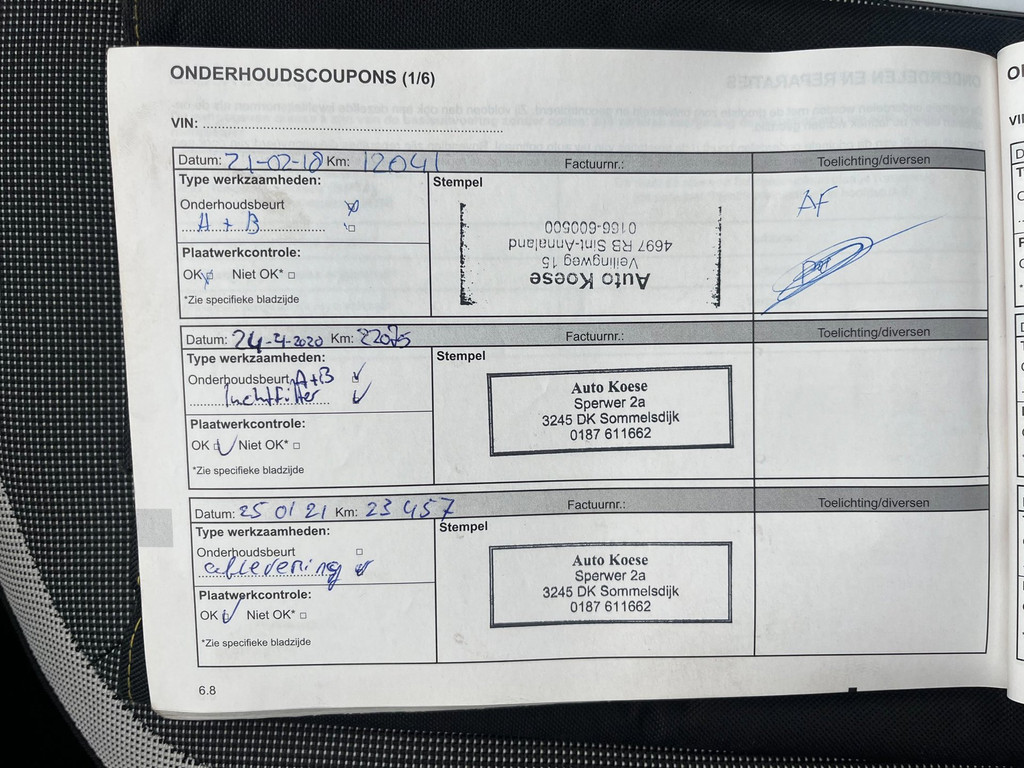 ONDERHOUDSCOUPONS (1/6)
VIN:
Datum: 21-02-18 Km: 12041 Factuurnr.: Toelichting/diversen
Type werkzaamheden:
Stempel
Onderhoudsbeurt
A + B
AF
Plaatwerkcontrole:
OK Niet OK*
*Zie specifieke bladzijde
Auto Koese
Veilingweg 15
4697 RB Sint-Annaland
0166-600500
Datum: 24-4-2020 Km: 22075 Factuurnr.: Toelichting/diversen
Type werkzaamheden:
Stempel
Onderhoudsbeurt A+B
luchtfilter
Plaatwerkcontrole:
OK Niet OK*
*Zie specifieke bladzijde
Auto Koese
Sperwer 2a
3245 DK Sommelsdijk
0187 611662
Datum: 25 01 21 Km: 23 457 Factuurnr.: Toelichting/diversen
Type werkzaamheden:
Stempel
Onderhoudsbeurt
aflevering
Plaatwerkcontrole:
OK Niet OK*
*Zie specifieke bladzijde
Auto Koese
Sperwer 2a
3245 DK Sommelsdijk
0187 611662
6.8